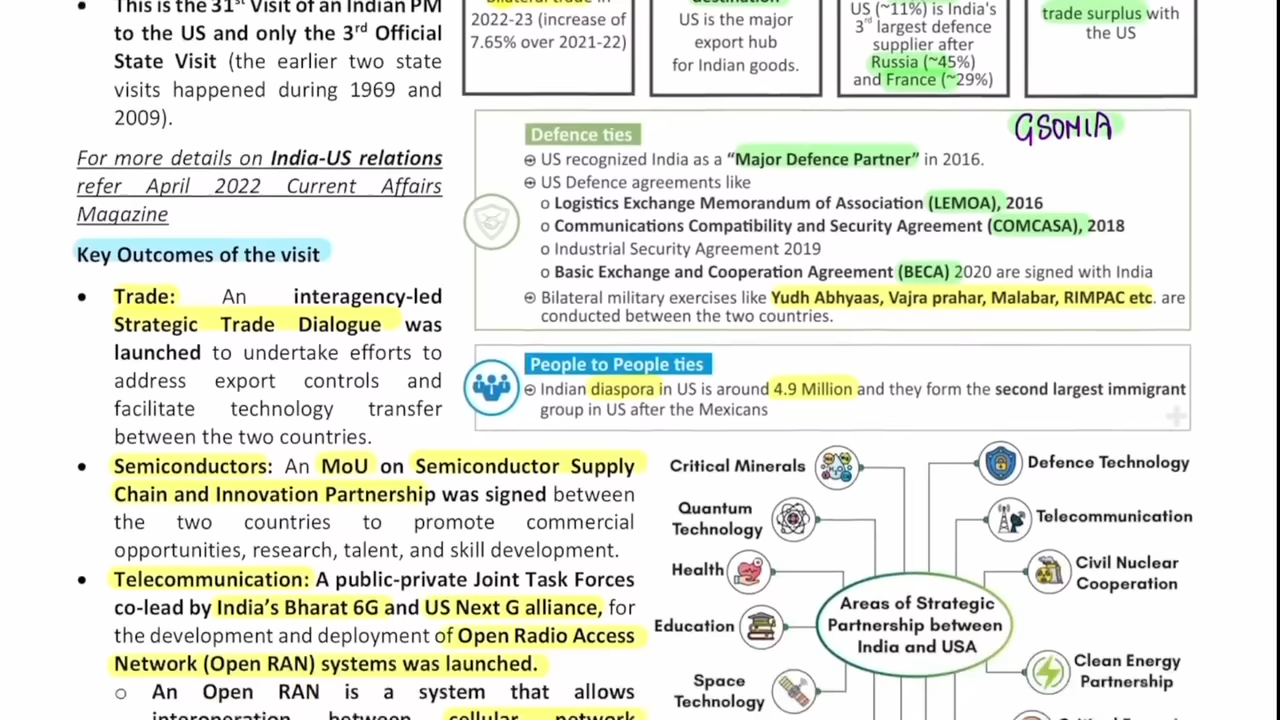 This is the 31st Visit of an Indian PM
to the US and only the 3rd Official
State Visit (the earlier two state
visits happened during 1969 and
2009).
For more details on India-US relations
refer April 2022 Current Affairs
Magazine
Key Outcomes of the visit
• Trade: An interagency-led
Strategic Trade Dialogue was
launched to undertake efforts to
address export controls and
facilitate technology transfer
between the two countries.
• Semiconductors: An MoU on Semiconductor Supply
Chain and Innovation Partnership was signed between
the two countries to promote commercial
opportunities, research, talent, and skill development.
• Telecommunication: A public-private Joint Task Forces
co-lead by India's Bharat 6G and US Next G alliance, for
the development and deployment of Open Radio Access
Network (Open RAN) systems was launched.
o An Open RAN is a system that allows
interoperation between cellular network
bilateral trade in
2022-23 (increase of
7.65% over 2021-22)
destination
US is the major
export hub
for Indian goods.
US (~11%) is India's
3rd largest defence
supplier after
Russia (~45%)
and France (~29%)
trade surplus with
the US
GSOMIA
Defence ties
US recognized India as a "Major Defence Partner" in 2016.
US Defence agreements like
o Logistics Exchange Memorandum of Association (LEMOA), 2016
o Communications Compatibility and Security Agreement (COMCASA), 2018
o Industrial Security Agreement 2019
o Basic Exchange and Cooperation Agreement (BECA) 2020 are signed with India
Bilateral military exercises like Yudh Abhyaas, Vajra prahar, Malabar, RIMPAC etc. are
conducted between the two countries.
People to People ties
Indian diaspora in US is around 4.9 Million and they form the second largest immigrant
group in US after the Mexicans
Critical Minerals
Quantum
Technology
Health
Education
Space
Technology
Areas of Strategic
Partnership between
India and USA
Defence Technology
Telecommunication
Civil Nuclear
Cooperation
Clean Energy
Partnership